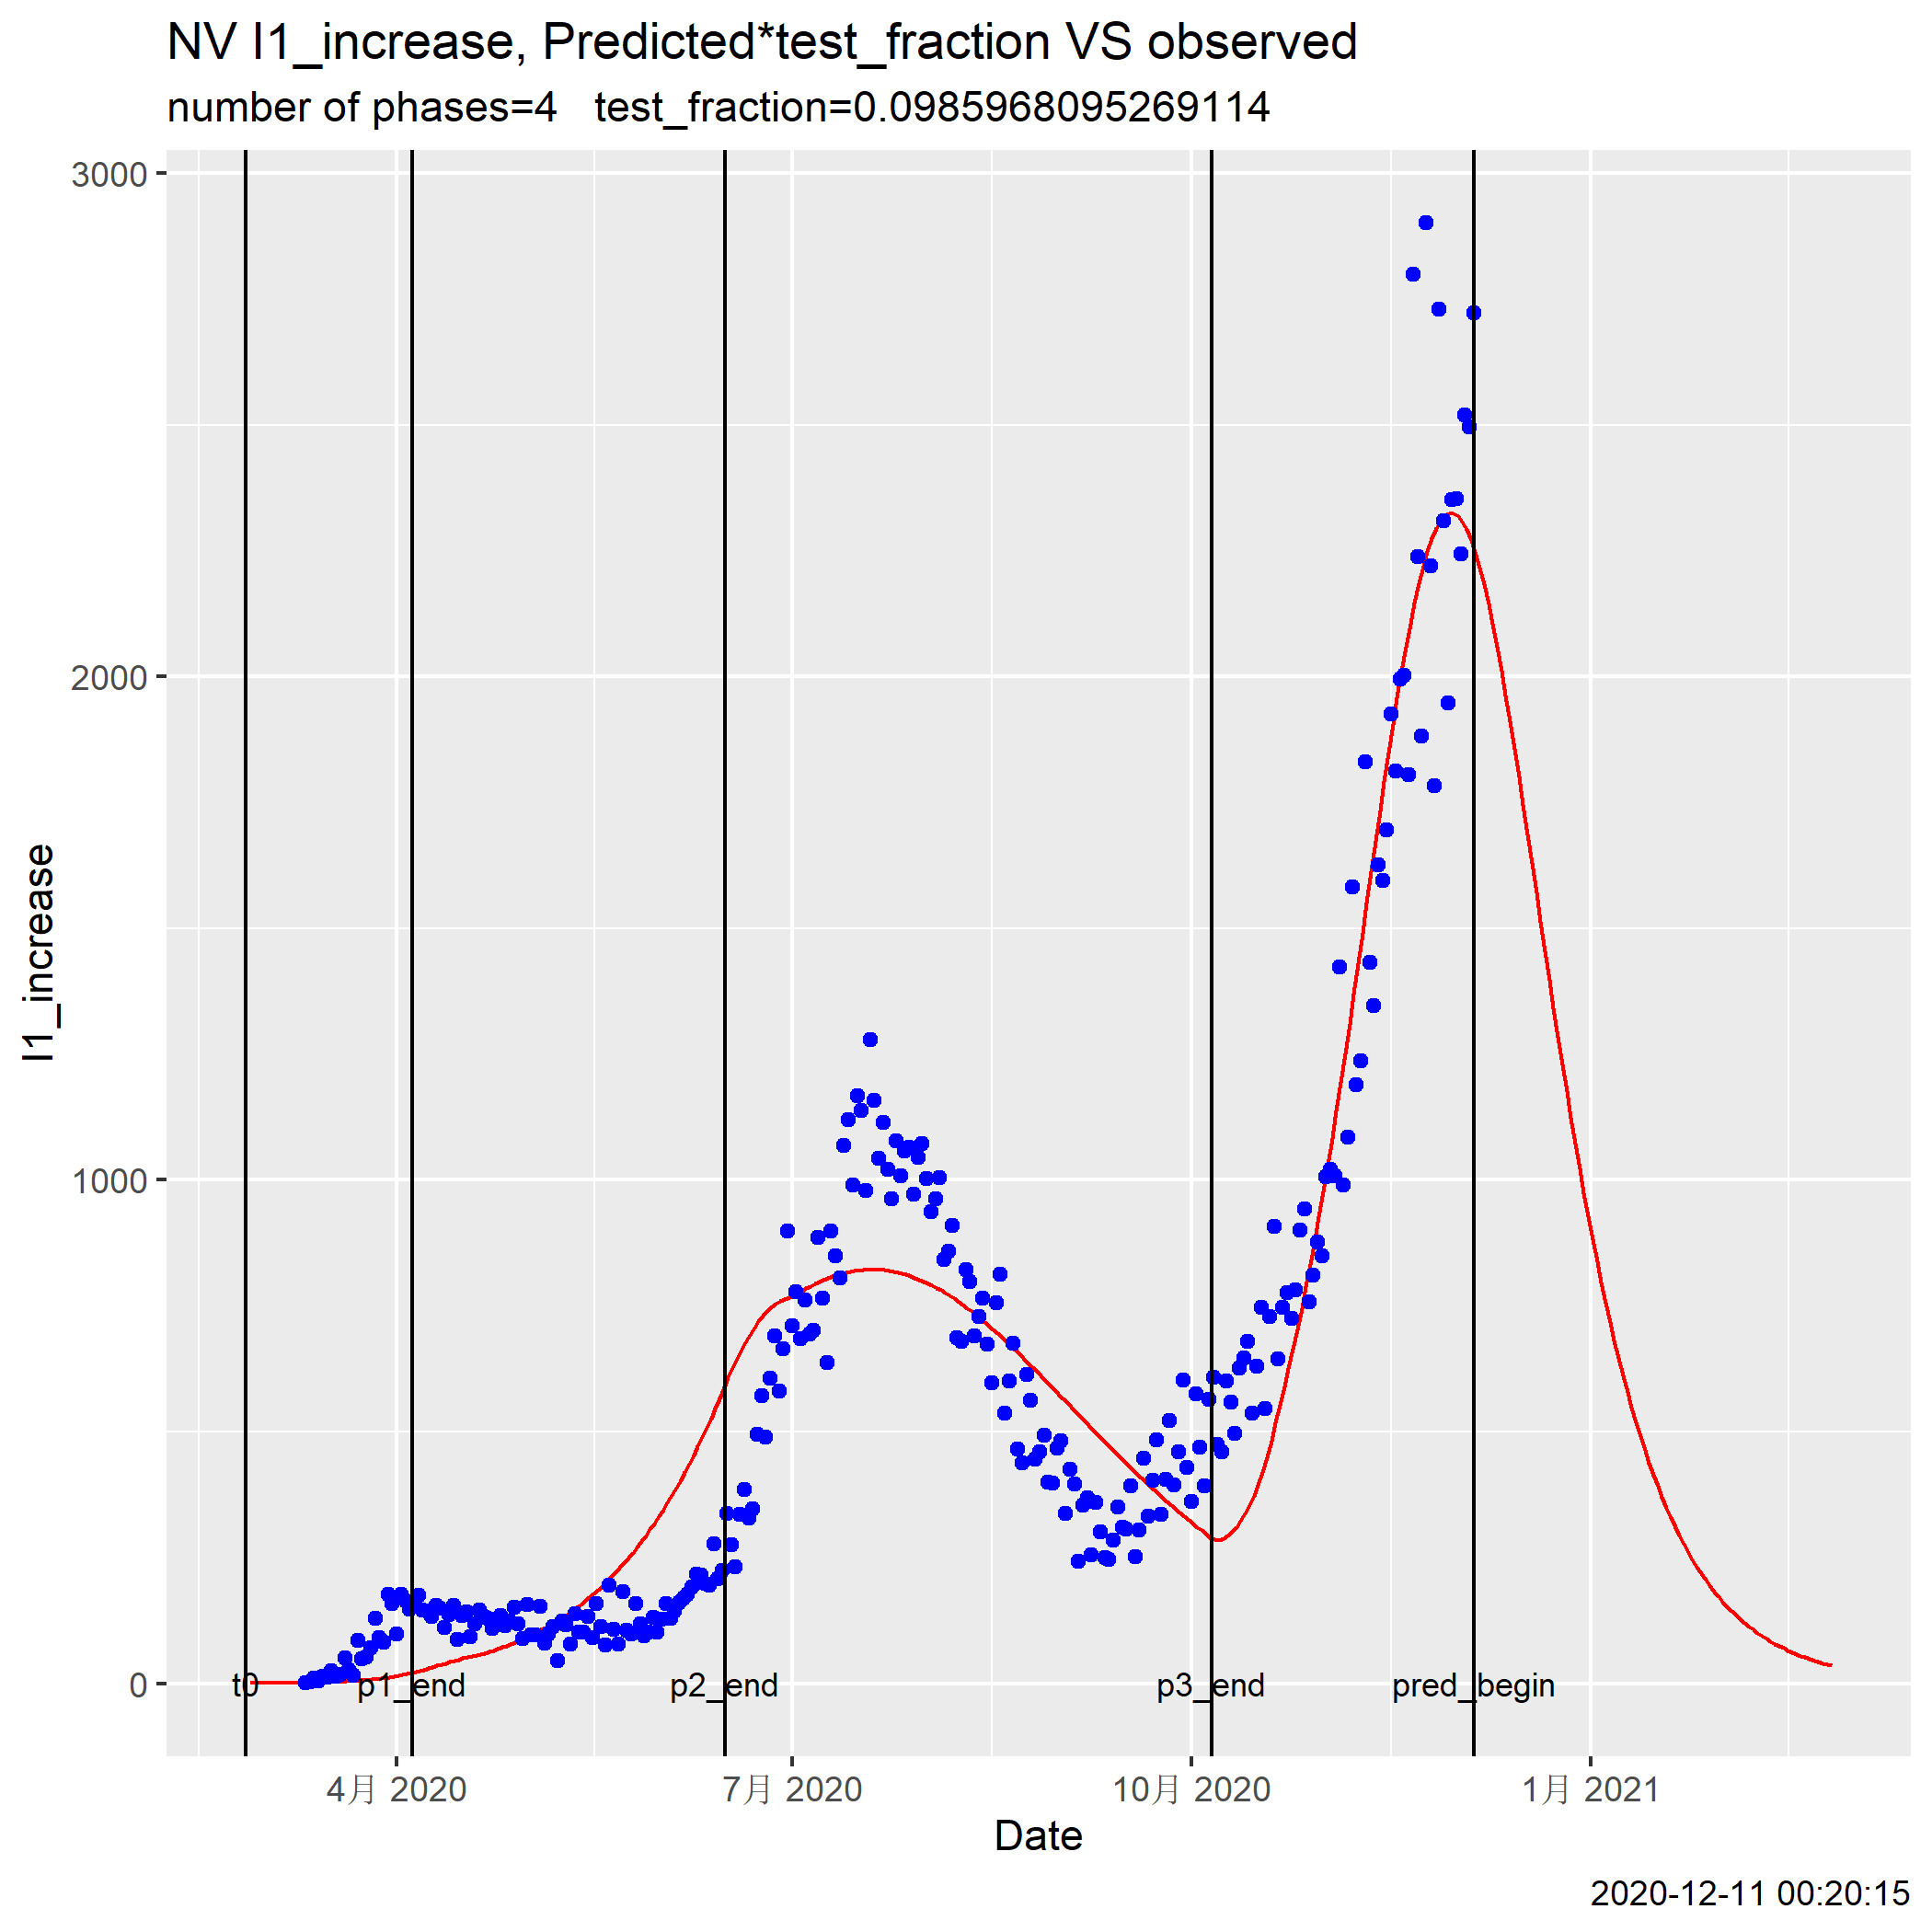 NV I1_increase, Predicted*test_fraction VS observed
number of phases=4   test_fraction=0.0985968095269114
3000
2000
1000
0
I1_increase
t0
p1_end
p2_end
p3_end
pred_begin
4月 2020
7月 2020
10月 2020
1月 2021
Date
2020-12-11 00:20:15